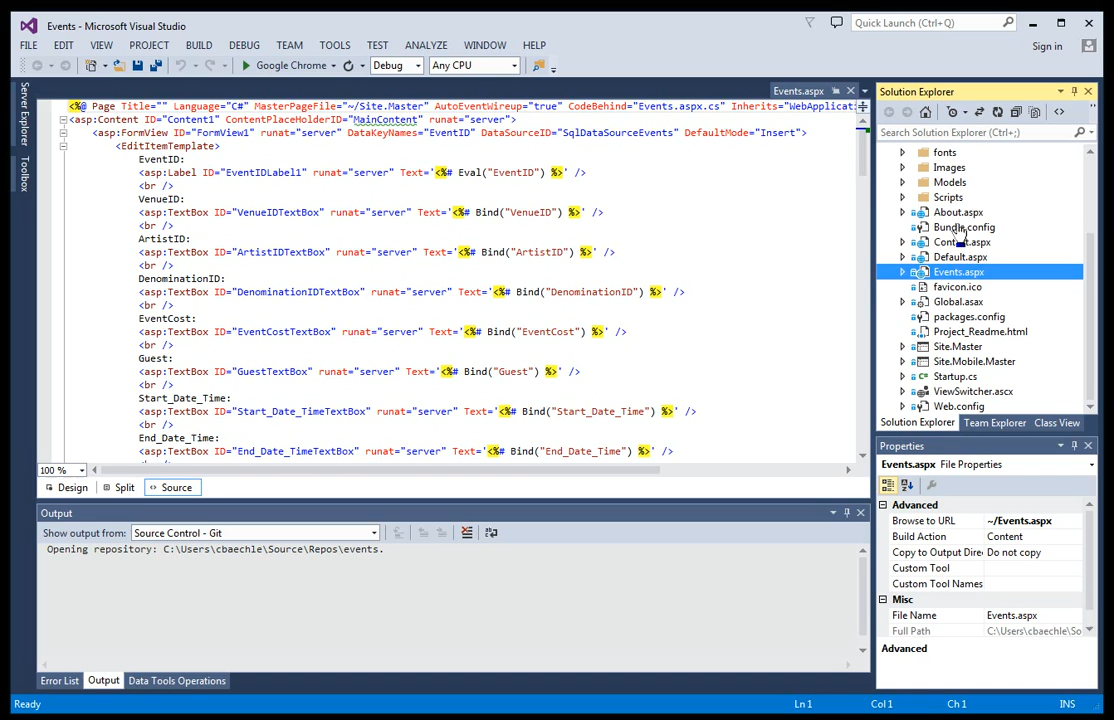 Events - Microsoft Visual Studio
Quick Launch (Ctrl+Q)
FILE EDIT VIEW PROJECT BUILD DEBUG TEAM TOOLS TEST ANALYZE WINDOW HELP
Sign in
Google Chrome Debug Any CPU
Server Explorer
Toolbox
Events.aspx
<%@ Page Title="" Language="C#" MasterPageFile="~/Site.Master" AutoEventWireup="true" CodeBehind="Events.aspx.cs" Inherits="WebApplicati
<asp:Content ID="Content1" ContentPlaceHolderID="MainContent" runat="server">
<asp:FormView ID="FormView1" runat="server" DataKeyNames="EventID" DataSourceID="SqlDataSourceEvents" DefaultMode="Insert">
<EditItemTemplate>
EventID:
<asp:Label ID="EventIDLabel1" runat="server" Text='<%# Eval("EventID") %>' />
<br />
VenueID:
<asp:TextBox ID="VenueIDTextBox" runat="server" Text='<%# Bind("VenueID") %>' />
<br />
ArtistID:
<asp:TextBox ID="ArtistIDTextBox" runat="server" Text='<%# Bind("ArtistID") %>' />
<br />
DenominationID:
<asp:TextBox ID="DenominationIDTextBox" runat="server" Text='<%# Bind("DenominationID") %>' />
<br />
EventCost:
<asp:TextBox ID="EventCostTextBox" runat="server" Text='<%# Bind("EventCost") %>' />
<br />
Guest:
<asp:TextBox ID="GuestTextBox" runat="server" Text='<%# Bind("Guest") %>' />
<br />
Start_Date_Time:
<asp:TextBox ID="Start_Date_TimeTextBox" runat="server" Text='<%# Bind("Start_Date_Time") %>' />
<br />
End_Date_Time:
<asp:TextBox ID="End_Date_TimeTextBox" runat="server" Text='<%# Bind("End_Date_Time") %>' />
100 %
Design Split Source
Output
Show output from: Source Control - Git
Opening repository: C:\Users\cbaechle\Source\Repos\events.
Error List Output Data Tools Operations
Solution Explorer
Search Solution Explorer (Ctrl+;)
fonts
Images
Models
Scripts
About.aspx
Bundle.config
Contact.aspx
Default.aspx
Events.aspx
favicon.ico
Global.asax
packages.config
Project_Readme.html
Site.Master
Site.Mobile.Master
Startup.cs
ViewSwitcher.ascx
Web.config
Solution Explorer Team Explorer Class View
Properties
Events.aspx File Properties
Advanced
Browse to URL ~/Events.aspx
Build Action Content
Copy to Output Dire Do not copy
Custom Tool
Custom Tool Names
Misc
File Name Events.aspx
Full Path C:\Users\cbaechle\So
Advanced
Ready Ln 1 Col 1 Ch 1 INS